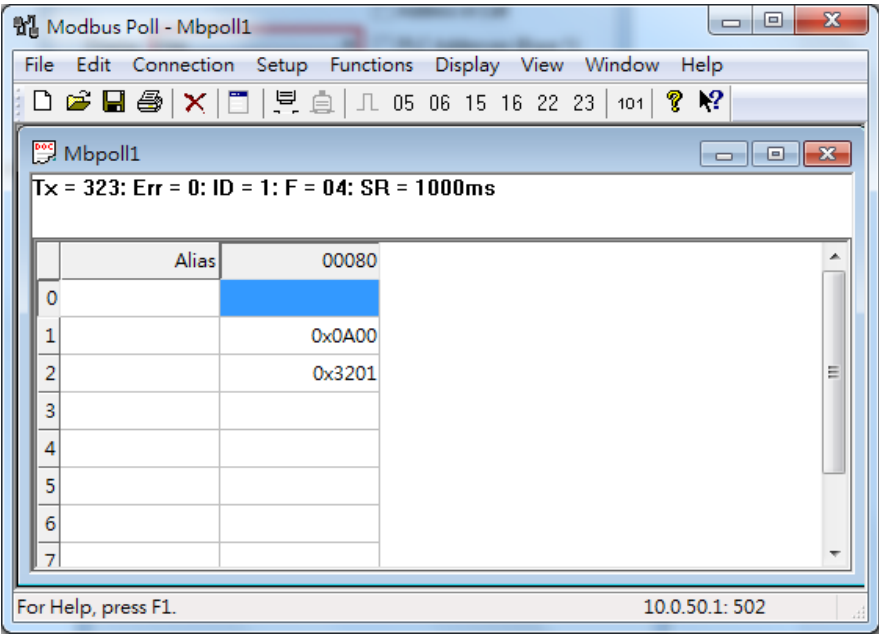 Modbus Poll - Mbpoll1
File Edit Connection Setup Functions Display View Window Help
05 06 15 16 22 23 101
DOC Mbpoll1
Tx = 323: Err = 0: ID = 1: F = 04: SR = 1000ms
Alias 00080
0
1 0x0A00
2 0x3201
3
4
5
6
7
For Help, press F1. 10.0.50.1: 502